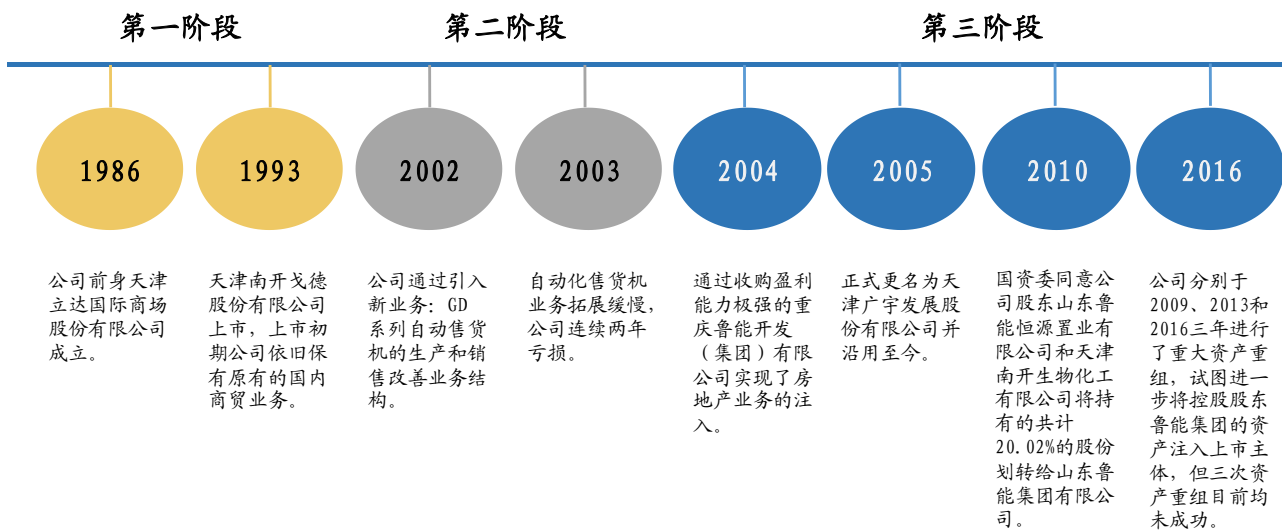 第一阶段
第二阶段
第三阶段
1986
1993
2002
2003
2004
2005
2010
2016
公司前身天津
立达国际商场
股份有限公司
成立。
天津南开戈德
股份有限公司
上市，上市初
期公司依旧保
有原有的国内
商贸业务。
公司通过引入
新业务：GD
系列自动售货
机的生产和销
售改善业务结
构。
自动化售货机
业务拓展缓慢，
公司连续两年
亏损。
通过收购盈利
能力极强的重
庆鲁能开发
（集团）有限
公司实现了房
地产业务的注
入。
正式更名为天
津广宇发展股
份有限公司并
沿用至今。
国资委同意公
司股东山东鲁
能恒源置业有
限公司和天津
南开生物化工
有限公司将持
有的共计
20.02%的股份
划转给山东鲁
能集团有限公
司。
公司分别于
2009、2013和
2016三年进行
了重大资产重
组，试图进一
步将控股股东
鲁能集团的资
产注入上市主
体，但三次资
产重组目前均
未成功。